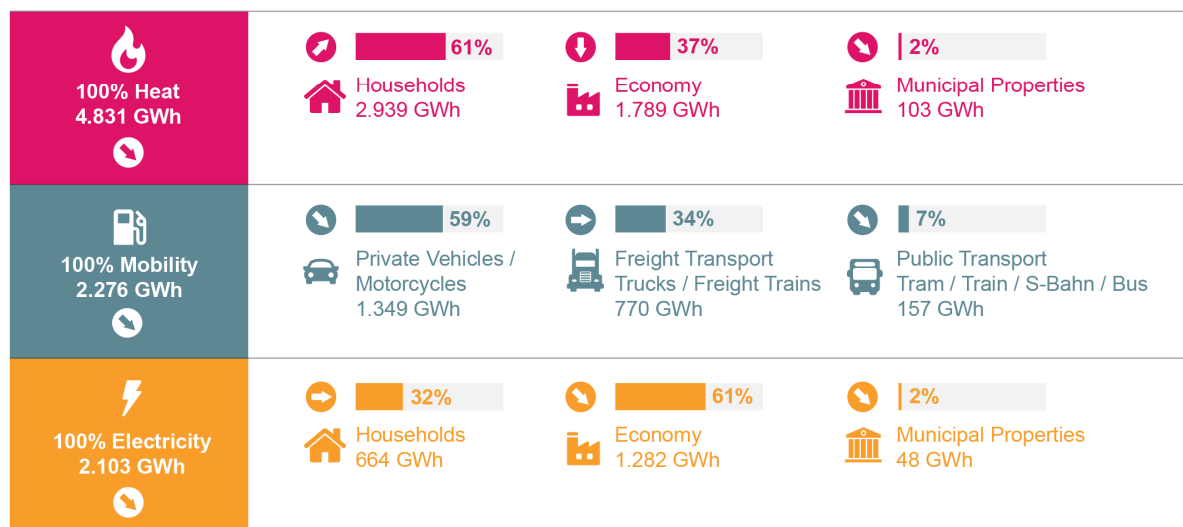 100% Heat
4.831 GWh
61%
Households
2.939 GWh
37%
Economy
1.789 GWh
2%
Municipal Properties
103 GWh
100% Mobility
2.276 GWh
59%
Private Vehicles /
Motorcycles
1.349 GWh
34%
Freight Transport
Trucks / Freight Trains
770 GWh
7%
Public Transport
Tram / Train / S-Bahn / Bus
157 GWh
100% Electricity
2.103 GWh
32%
Households
664 GWh
61%
Economy
1.282 GWh
2%
Municipal Properties
48 GWh